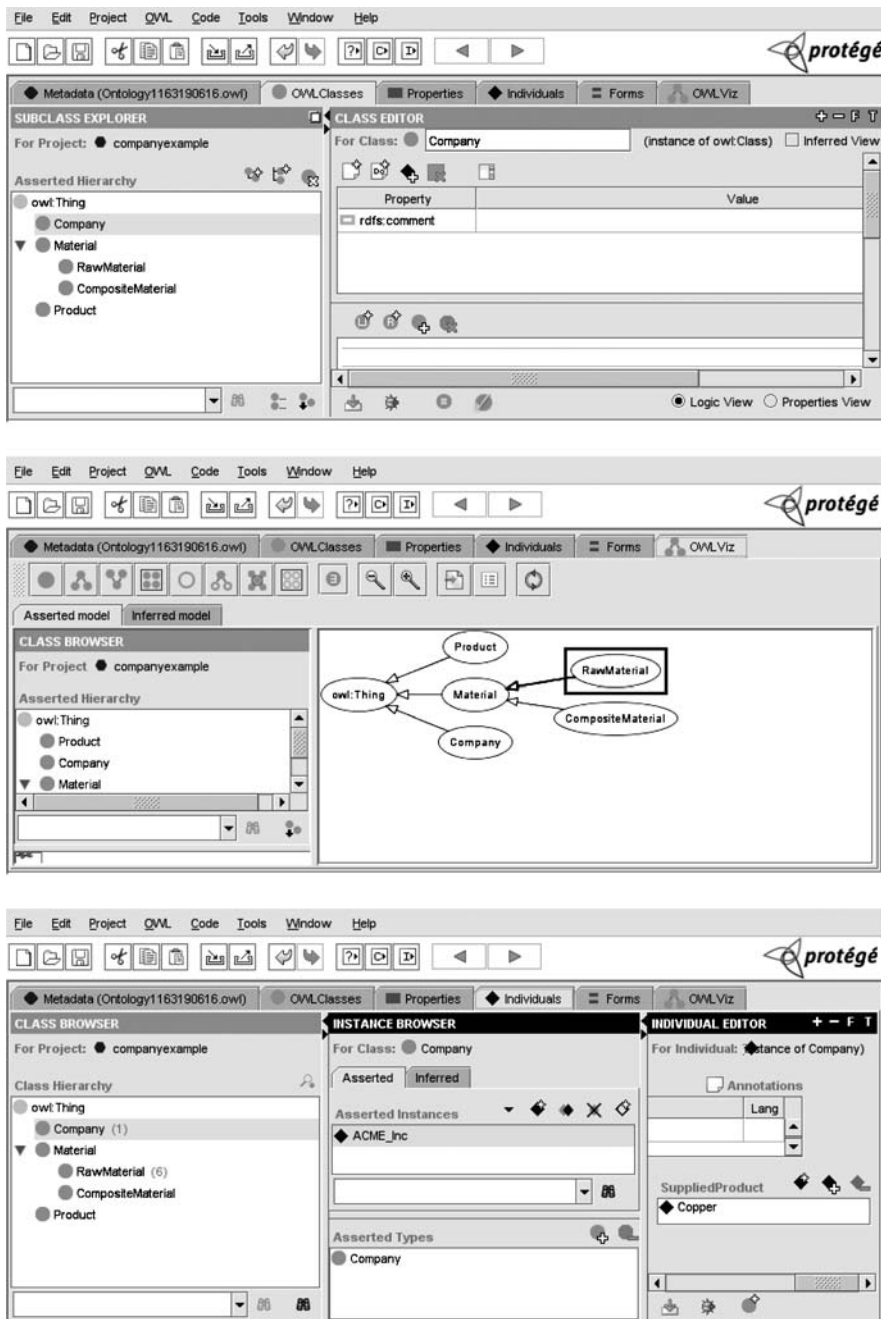 File Edit Project OWL Code Tools Window Help
protégé
Metadata (Ontology1163190616.owl) OWLClasses Properties Individuals Forms OWLViz
SUBCLASS EXPLORER
For Project: companyexample
Asserted Hierarchy
owl:Thing
Company
Material
RawMaterial
CompositeMaterial
Product
CLASS EDITOR
For Class: Company (instance of owl:Class) Inferred View
Property Value
rdfs:comment
Logic View Properties View
File Edit Project OWL Code Tools Window Help
protégé
Metadata (Ontology1163190616.owl) OWLClasses Properties Individuals Forms OWLViz
Asserted model Inferred model
CLASS BROWSER
For Project companyexample
Asserted Hierarchy
owl:Thing
Product
Company
Material
Product
RawMaterial
owl:Thing Material
CompositeMaterial
Company
File Edit Project OWL Code Tools Window Help
protégé
Metadata (Ontology1163190616.owl) OWLClasses Properties Individuals Forms OWLViz
CLASS BROWSER
For Project: companyexample
Class Hierarchy
owl:Thing
Company (1)
Material
RawMaterial (6)
CompositeMaterial
Product
INSTANCE BROWSER
For Class: Company
Asserted Inferred
Asserted Instances
ACME_Inc
Asserted Types
Company
INDIVIDUAL EDITOR + − F T
For Individual: stance of Company)
Annotations
Lang
SuppliedProduct
Copper